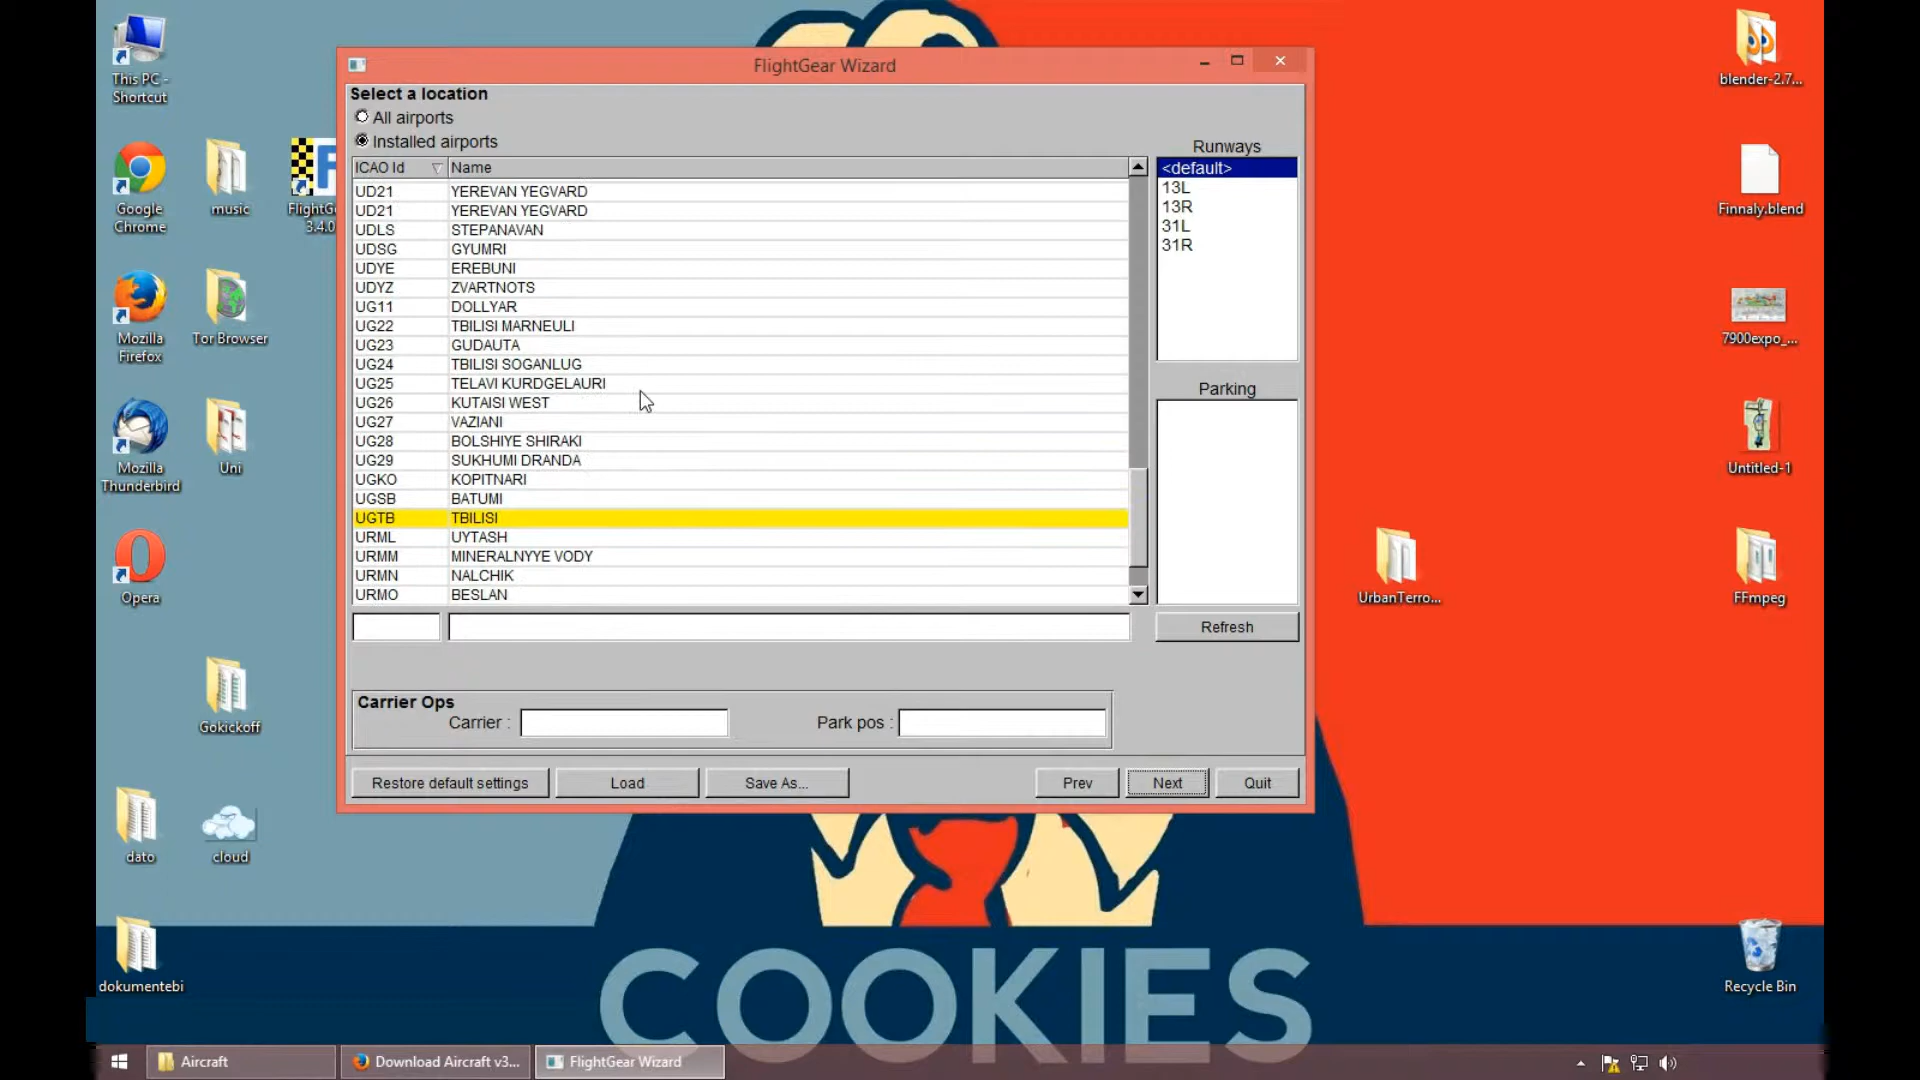 This PC -
Shortcut
Google
Chrome
music
FlightG
3.4.0
Mozilla
Firefox
Tor Browser
Mozilla
Thunderbird
Uni
Opera
Gokickoff
dato
cloud
dokumentebi
FlightGear Wizard
Select a location
All airports
Installed airports
ICAO Id Name
UD21 YEREVAN YEGVARD
UD21 YEREVAN YEGVARD
UDLS STEPANAVAN
UDSG GYUMRI
UDYE EREBUNI
UDYZ ZVARTNOTS
UG11 DOLLYAR
UG22 TBILISI MARNEULI
UG23 GUDAUTA
UG24 TBILISI SOGANLUG
UG25 TELAVI KURDGELAURI
UG26 KUTAISI WEST
UG27 VAZIANI
UG28 BOLSHIYE SHIRAKI
UG29 SUKHUMI DRANDA
UGKO KOPITNARI
UGSB BATUMI
UGTB TBILISI
URML UYTASH
URMM MINERALNYYE VODY
URMN NALCHIK
URMO BESLAN
Runways
<default>
13L
13R
31L
31R
Parking
Refresh
Carrier Ops
Carrier :
Park pos :
Restore default settings
Load
Save As...
Prev
Next
Quit
blender-2.7...
Finnaly.blend
7900expo_...
Untitled-1
UrbanTerro...
FFmpeg
Recycle Bin
COOKIES
Aircraft
Download Aircraft v3...
FlightGear Wizard